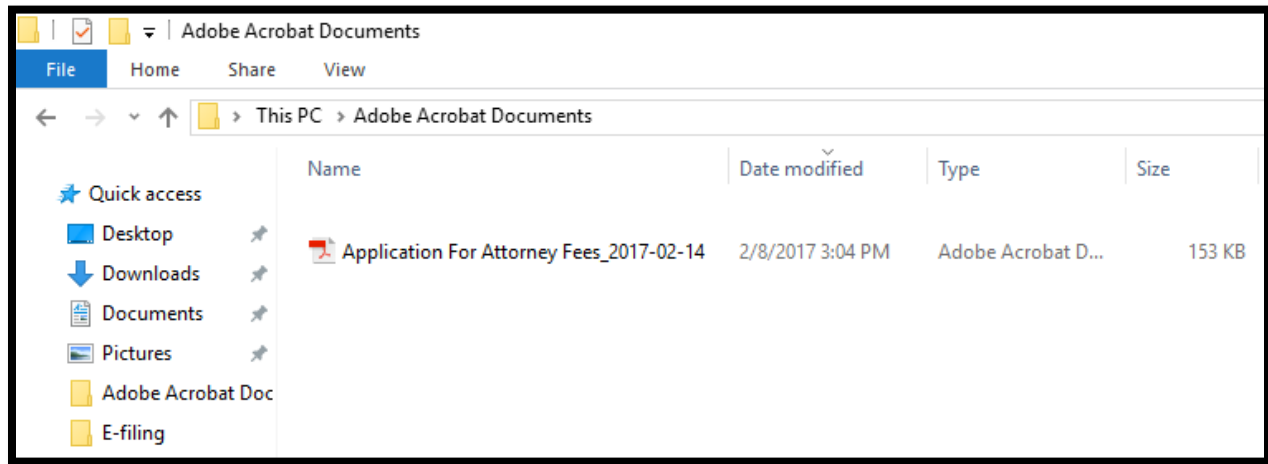 Adobe Acrobat Documents
File Home Share View
This PC > Adobe Acrobat Documents
Name Date modified Type Size
Quick access
Desktop
Application For Attorney Fees_2017-02-14 2/8/2017 3:04 PM Adobe Acrobat D... 153 KB
Downloads
Documents
Pictures
Adobe Acrobat Doc
E-filing